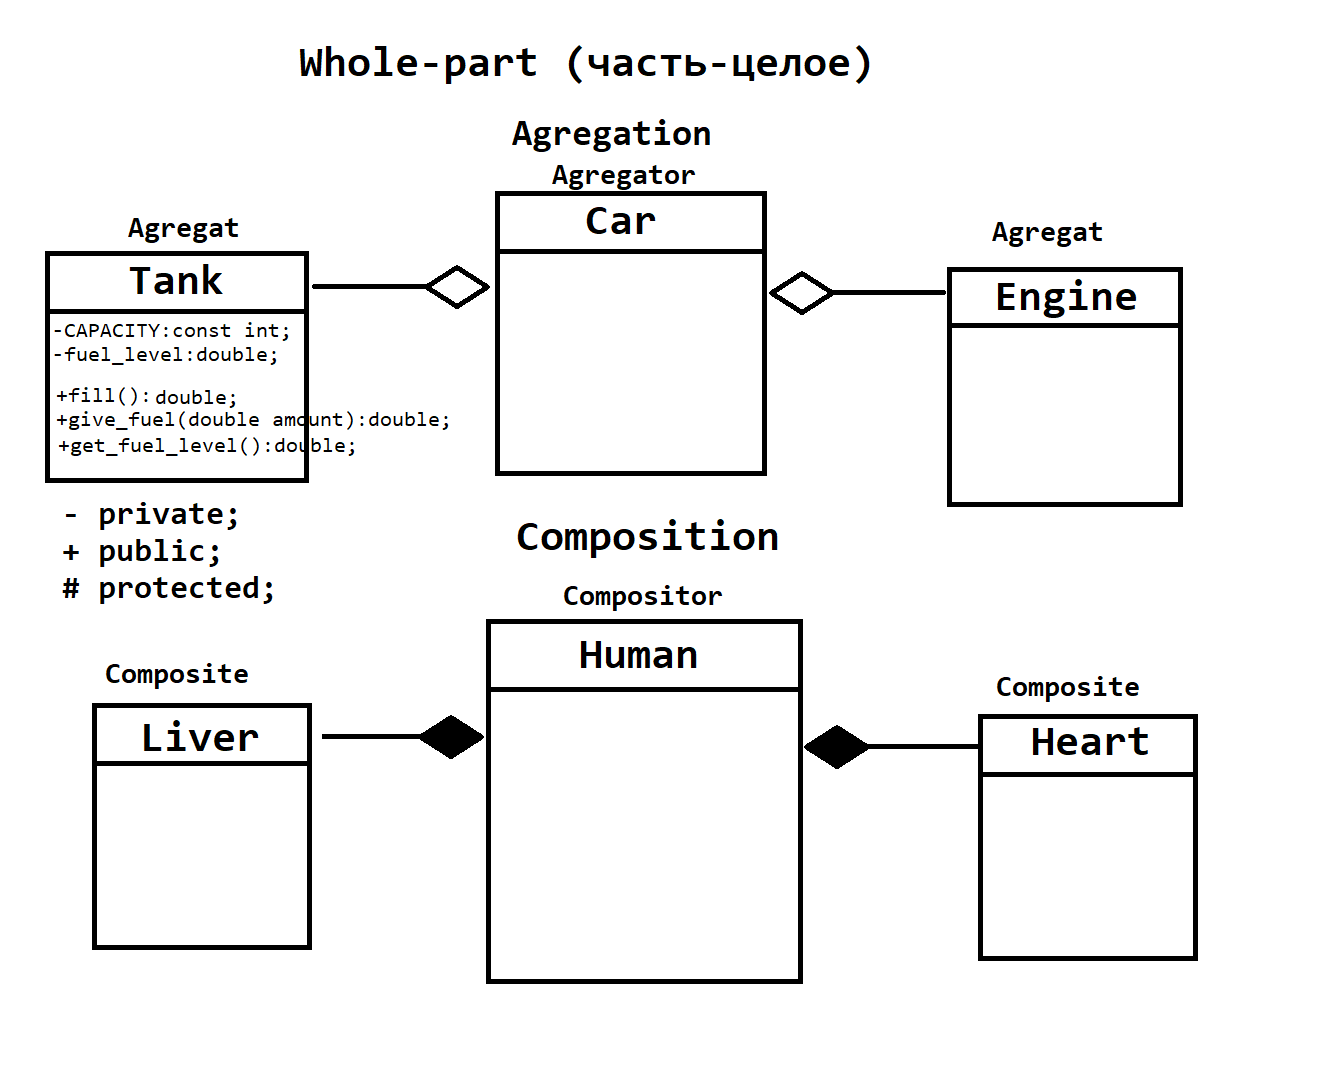 Whole-part (часть-целое)
Agregation
Agregator
Car
Agregat
Tank
-CAPACITY:const int;
-fuel_level:double;
+fill():double;
+give_fuel(double amount):double;
+get_fuel_level():double;
Agregat
Engine
- private;
+ public;
# protected;
Composition
Compositor
Human
Composite
Liver
Composite
Heart